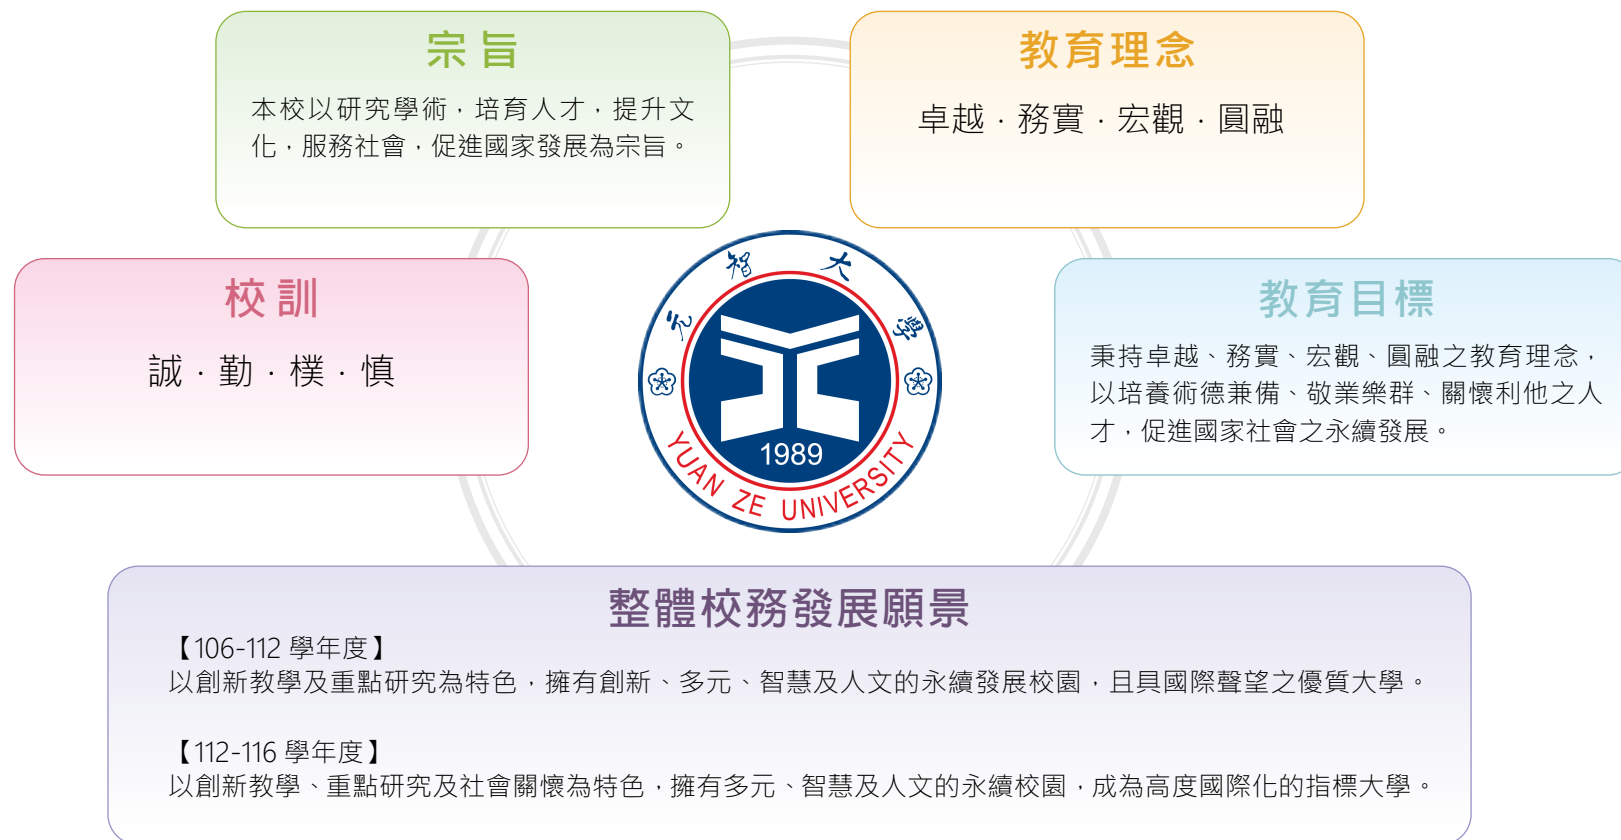 宗旨
本校以研究學術，培育人才，提升文
化，服務社會，促進國家發展為宗旨。
教育理念
卓越．務實．宏觀．圓融
校訓
誠．勤．樸．慎
元智大學
1989
YUAN ZE UNIVERSITY
教育目標
秉持卓越、務實、宏觀、圓融之教育理念，
以培養術德兼備、敬業樂群、關懷利他之人
才，促進國家社會之永續發展。
整體校務發展願景
【106-112 學年度】
以創新教學及重點研究為特色，擁有創新、多元、智慧及人文的永續發展校園，且具國際聲望之優質大學。
【112-116 學年度】
以創新教學、重點研究及社會關懷為特色，擁有多元、智慧及人文的永續校園，成為高度國際化的指標大學。